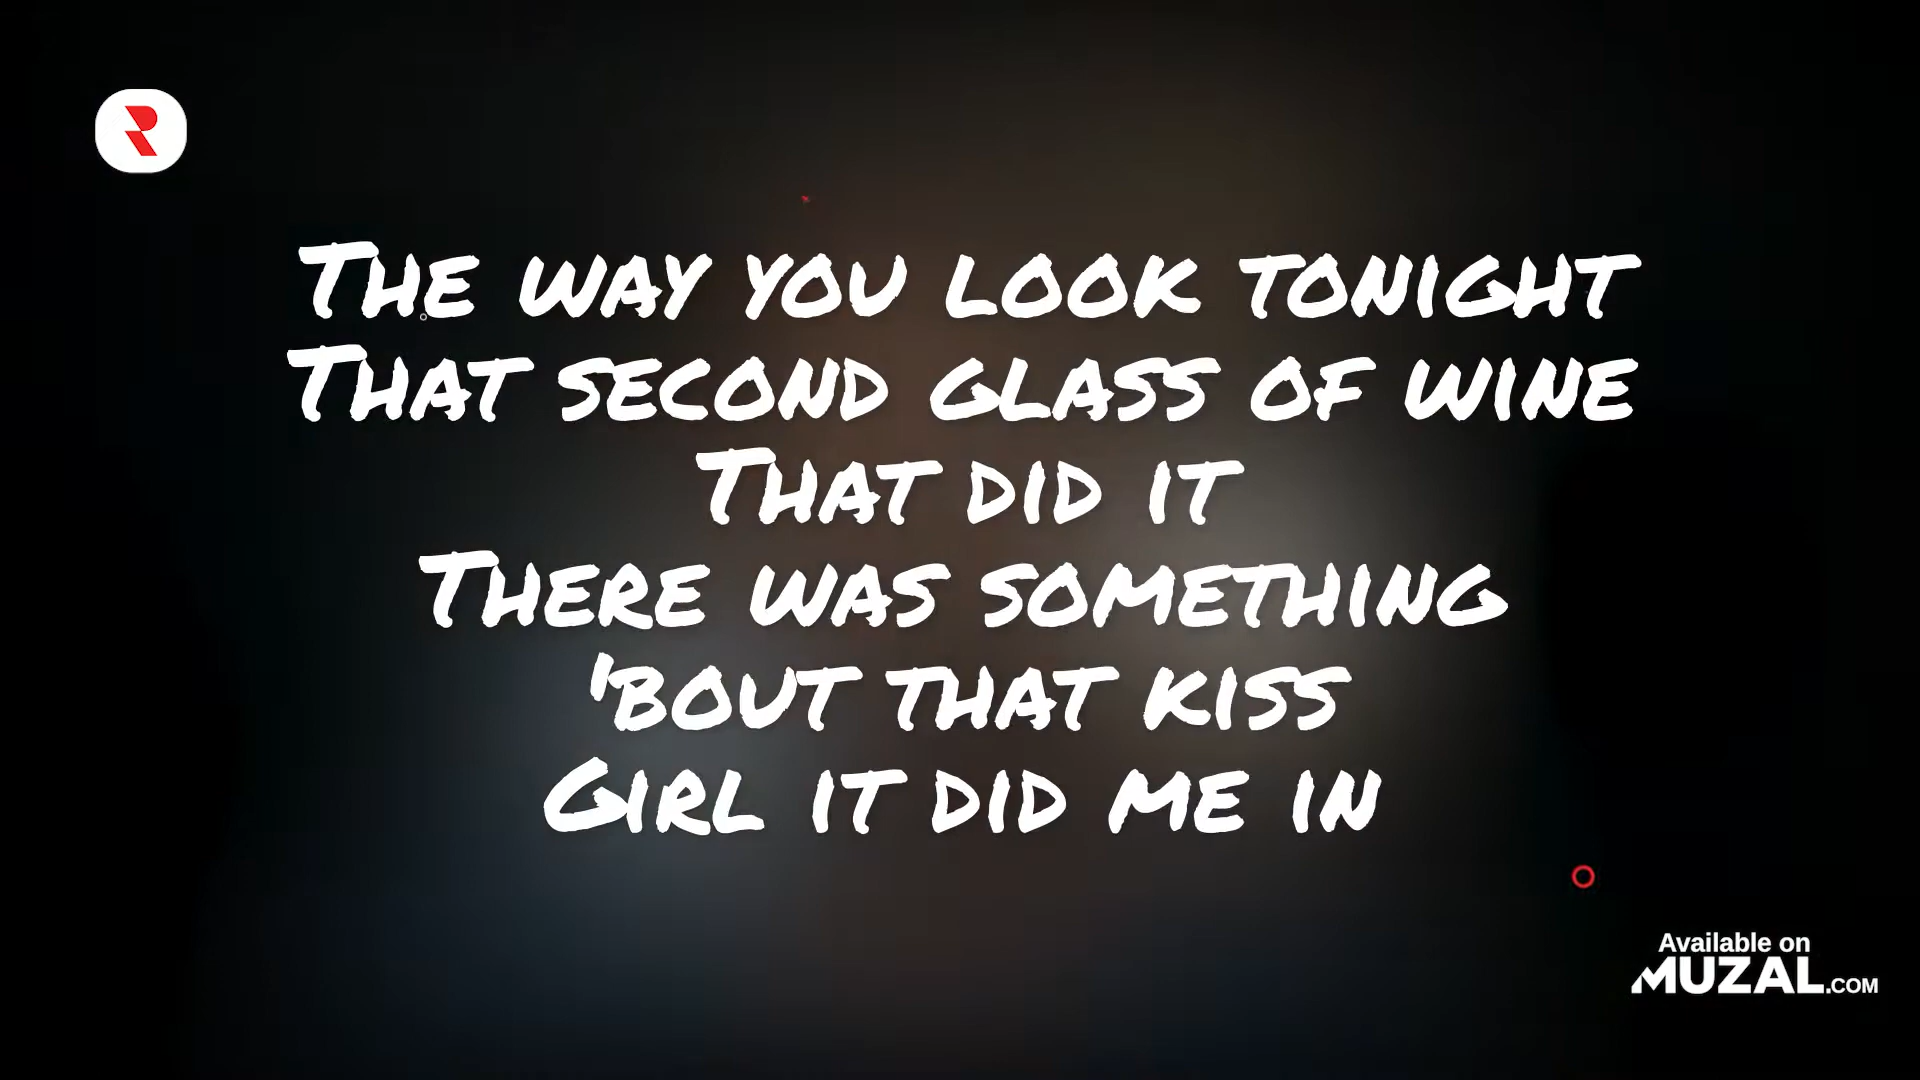 The way you look tonight
That second glass of wine
That did it
There was something
'bout that kiss
Girl it did me in
R
Available on
MUZAL.COM